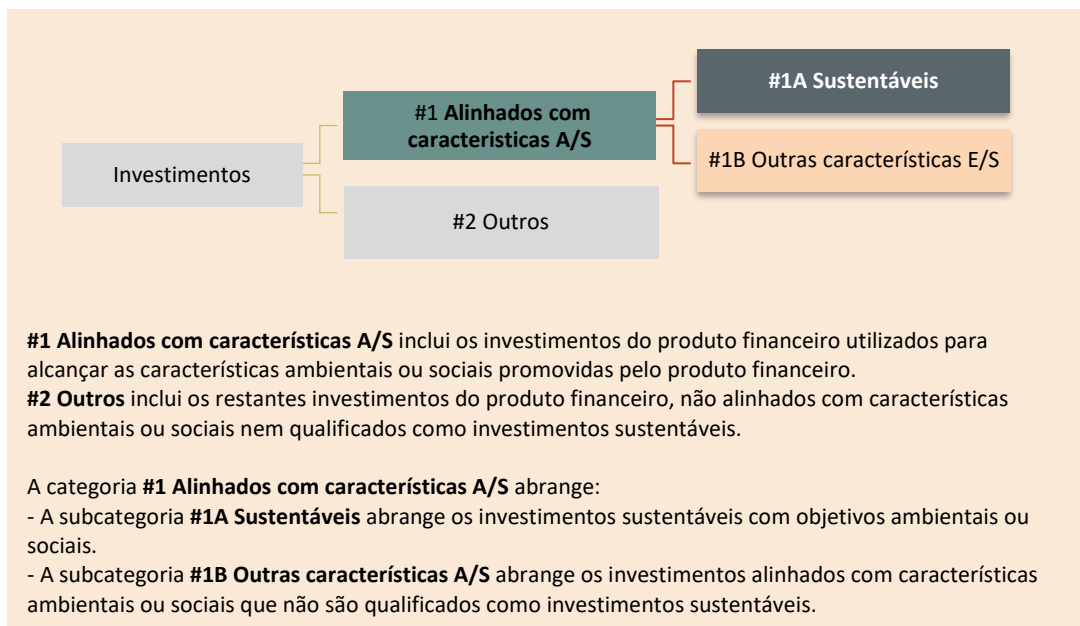 #1A Sustentáveis
#1 Alinhados com
caracteristicas A/S
#1B Outras características E/S
Investimentos
#2 Outros
#1 Alinhados com características A/S inclui os investimentos do produto financeiro utilizados para
alcançar as características ambientais ou sociais promovidas pelo produto financeiro.
#2 Outros inclui os restantes investimentos do produto financeiro, não alinhados com características
ambientais ou sociais nem qualificados como investimentos sustentáveis.
A categoria #1 Alinhados com características A/S abrange:
- A subcategoria #1A Sustentáveis abrange os investimentos sustentáveis com objetivos ambientais ou
sociais.
- A subcategoria #1B Outras características A/S abrange os investimentos alinhados com características
ambientais ou sociais que não são qualificados como investimentos sustentáveis.